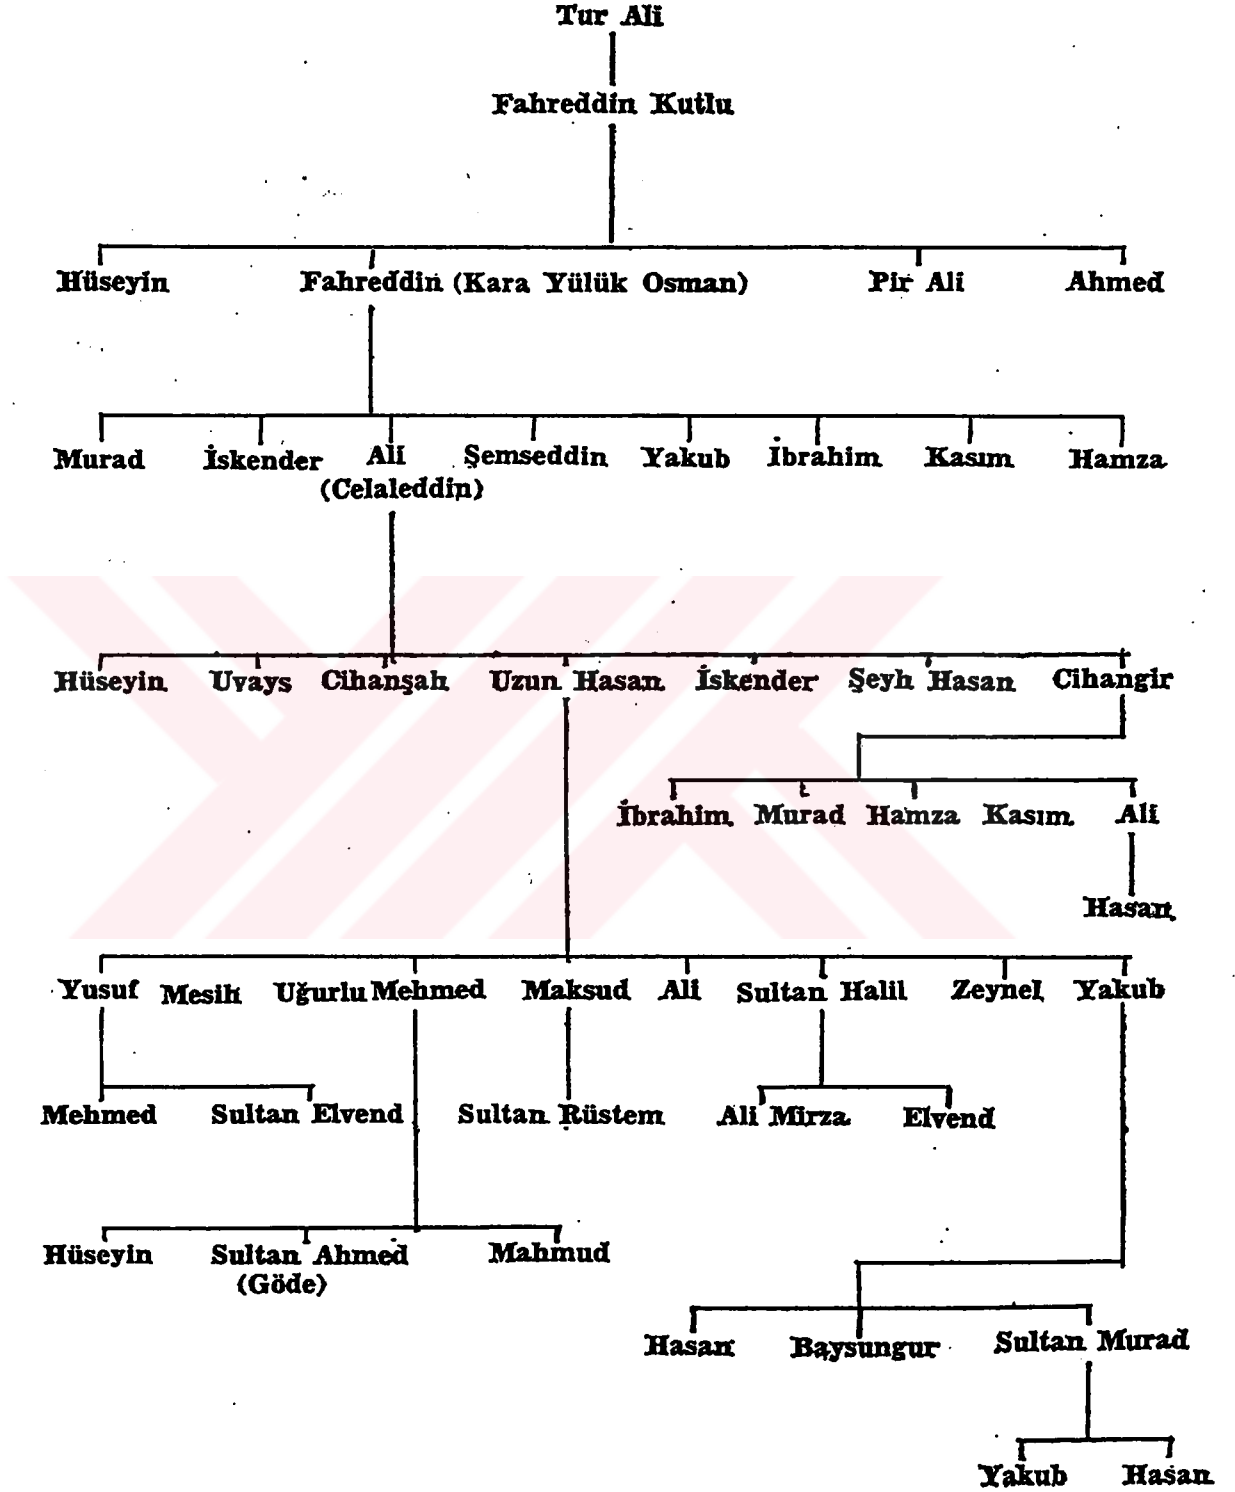 Tur Ali
Fahreddin Kutlu
Hüseyin Fahreddin (Kara Yülük Osman) Pir Ali Ahmed
Murad İskender Ali Şemseddin Yakub İbrahim Kasım Hamza
(Celaleddin)
Hüseyin Uvays Cihanşah Uzun Hasan İskender Şeyh Hasan Cihangir
İbrahim Murad Hamza Kasım Ali
Hasan
Yusuf Mesih Uğurlu Mehmed Maksud Ali Sultan Halil Zeynel Yakub
Mehmed Sultan Elvend Sultan Rüstem Ali Mirza Elvend
Hüseyin Sultan Ahmed Mahmud
(Göde)
Hasan Baysungur Sultan Murad
Yakub Hasan